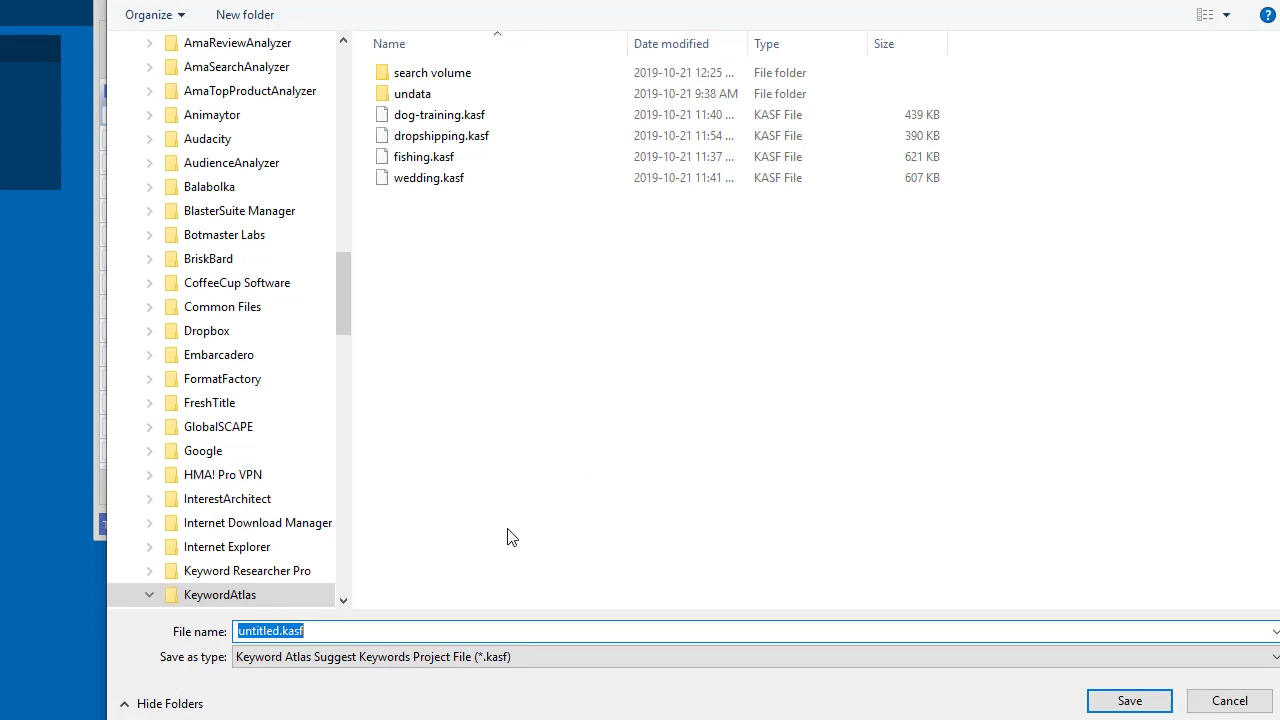 Organize New folder
Name Date modified Type Size
AmaReviewAnalyzer
AmaSearchAnalyzer
AmaTopProductAnalyzer
Animaytor
Audacity
AudienceAnalyzer
Balabolka
BlasterSuite Manager
Botmaster Labs
BriskBard
CoffeeCup Software
Common Files
Dropbox
Embarcadero
FormatFactory
FreshTitle
GlobalSCAPE
Google
HMA! Pro VPN
InterestArchitect
Internet Download Manager
Internet Explorer
Keyword Researcher Pro
KeywordAtlas
search volume 2019-10-21 12:25 ... File folder
undata 2019-10-21 9:38 AM File folder
dog-training.kasf 2019-10-21 11:40 ... KASF File 439 KB
dropshipping.kasf 2019-10-21 11:54 ... KASF File 390 KB
fishing.kasf 2019-10-21 11:37 ... KASF File 621 KB
wedding.kasf 2019-10-21 11:41 ... KASF File 607 KB
File name: untitled.kasf
Save as type: Keyword Atlas Suggest Keywords Project File (*.kasf)
Hide Folders Save Cancel